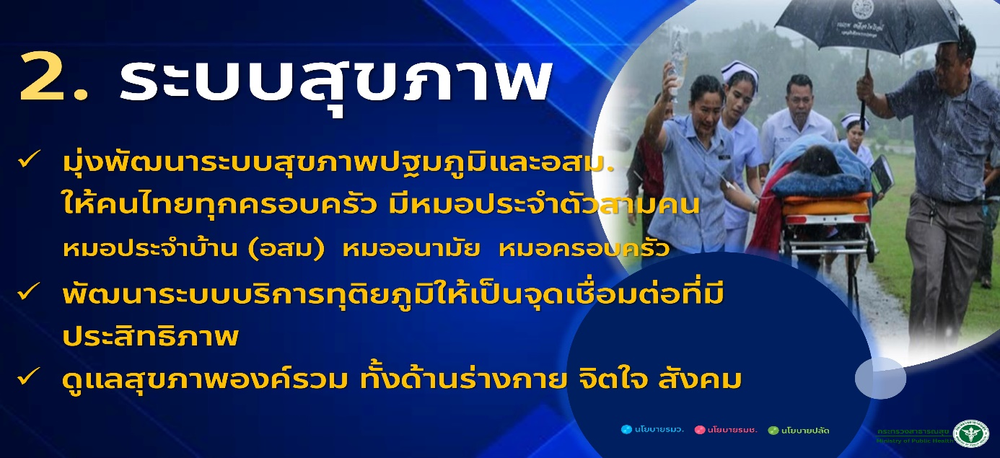 2. ระบบสุขภาพ
✓ มุ่งพัฒนาระบบสุขภาพปฐมภูมิและอสม.
ให้คนไทยทุกครอบครัว มีหมอประจำตัวสามคน
หมอประจำบ้าน (อสม) หมออนามัย หมอครอบครัว
✓ พัฒนาระบบบริการทุติยภูมิให้เป็นจุดเชื่อมต่อที่มี
ประสิทธิภาพ
✓ ดูแลสุขภาพองค์รวม ทั้งด้านร่างกาย จิตใจ สังคม
นโยบายรมว. นโยบายรมช. นโยบายปลัด
กระทรวงสาธารณสุข
Ministry of Public Health